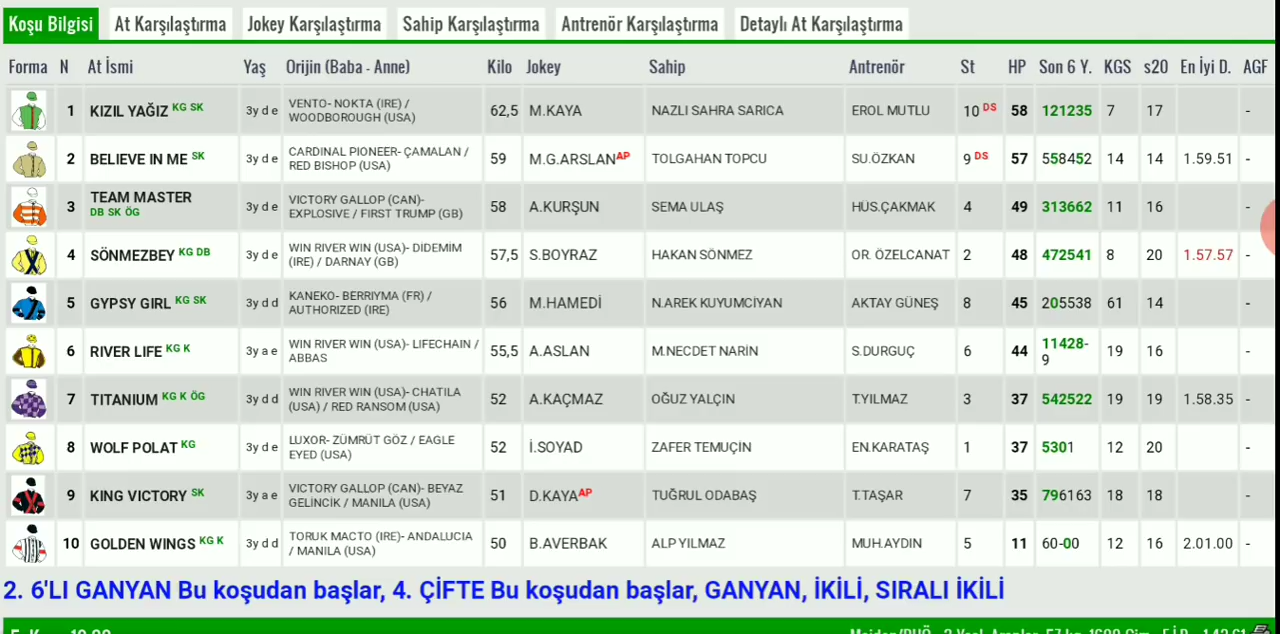 Koşu Bilgisi At Karşılaştırma Jokey Karşılaştırma Sahip Karşılaştırma Antrenör Karşılaştırma Detaylı At Karşılaştırma
Forma N At İsmi Yaş Orijin (Baba - Anne) Kilo Jokey Sahip Antrenör St HP Son 6 Y. KGS s20 En İyi D. AGF
1 KIZIL YAĞIZ KG SK 3y d e VENTO- NOKTA (IRE) / WOODBOROUGH (USA) 62,5 M.KAYA NAZLI SAHRA SARICA EROL MUTLU 10 DS 58 121235 7 17 -
2 BELIEVE IN ME SK 3y d e CARDINAL PIONEER- ÇAMALAN / RED BISHOP (USA) 59 M.G.ARSLAN AP TOLGAHAN TOPCU SU.ÖZKAN 9 DS 57 558452 14 14 1.59.51 -
3 TEAM MASTER DB SK ÖG 3y d e VICTORY GALLOP (CAN)- EXPLOSIVE / FIRST TRUMP (GB) 58 A.KURŞUN SEMA ULAŞ HÜS.ÇAKMAK 4 49 313662 11 16 -
4 SÖNMEZBEY KG DB 3y d e WIN RIVER WIN (USA)- DIDEMIM (IRE) / DARNAY (GB) 57,5 S.BOYRAZ HAKAN SÖNMEZ OR. ÖZELCANAT 2 48 472541 8 20 1.57.57 -
5 GYPSY GIRL KG SK 3y d d KANEKO- BERRIYMA (FR) / AUTHORIZED (IRE) 56 M.HAMEDİ N.AREK KUYUMCİYAN AKTAY GÜNEŞ 8 45 205538 61 14 -
6 RIVER LIFE KG K 3y a e WIN RIVER WIN (USA)- LIFECHAIN / ABBAS 55,5 A.ASLAN M.NECDET NARİN S.DURGUÇ 6 44 11428-9 19 16 -
7 TITANIUM KG K ÖG 3y d d WIN RIVER WIN (USA)- CHATILA (USA) / RED RANSOM (USA) 52 A.KAÇMAZ OĞUZ YALÇIN T.YILMAZ 3 37 542522 19 19 1.58.35 -
8 WOLF POLAT KG 3y d e LUXOR- ZÜMRÜT GÖZ / EAGLE EYED (USA) 52 İ.SOYAD ZAFER TEMUÇİN EN.KARATAŞ 1 37 5301 12 20 -
9 KING VICTORY SK 3y a e VICTORY GALLOP (CAN)- BEYAZ GELİNCİK / MANILA (USA) 51 D.KAYA AP TUĞRUL ODABAŞ T.TAŞAR 7 35 796163 18 18 -
10 GOLDEN WINGS KG K 3y d d TORUK MACTO (IRE)- ANDALUCIA / MANILA (USA) 50 B.AVERBAK ALP YILMAZ MUH.AYDIN 5 11 60-00 12 16 2.01.00 -
2. 6'LI GANYAN Bu koşudan başlar, 4. ÇİFTE Bu koşudan başlar, GANYAN, İKİLİ, SIRALI İKİLİ